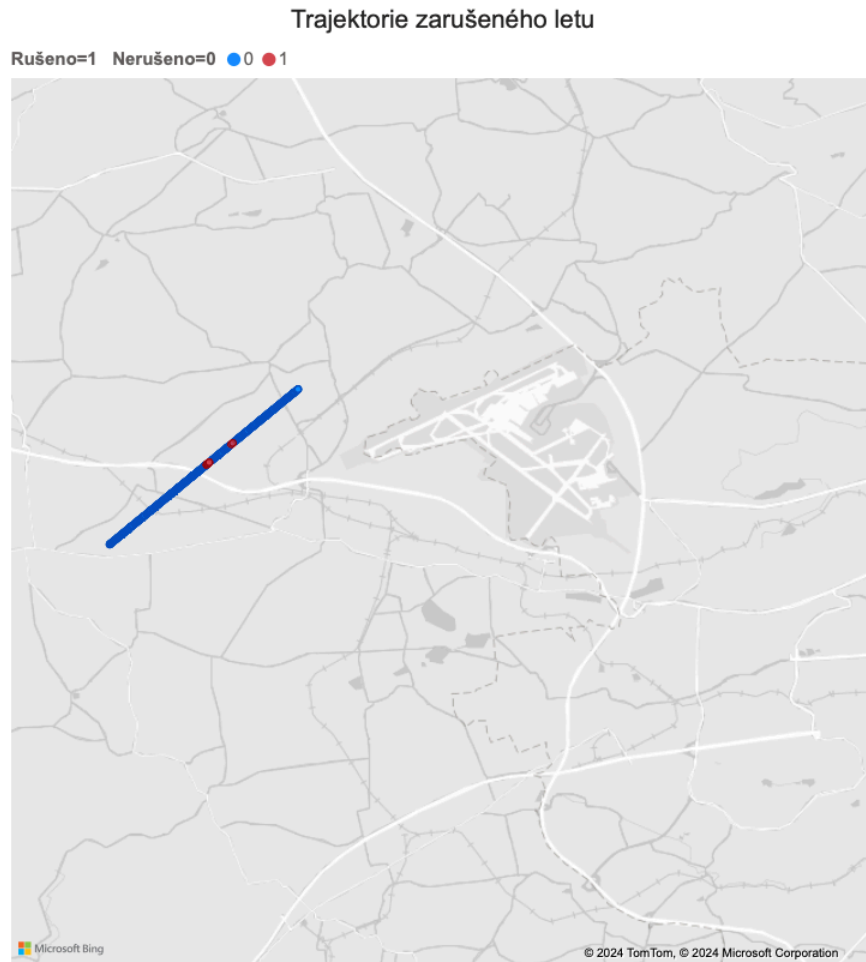 Trajektorie zarušeného letu
Rušeno=1 Nerušeno=0 0 1
Microsoft Bing
© 2024 TomTom, © 2024 Microsoft Corporation